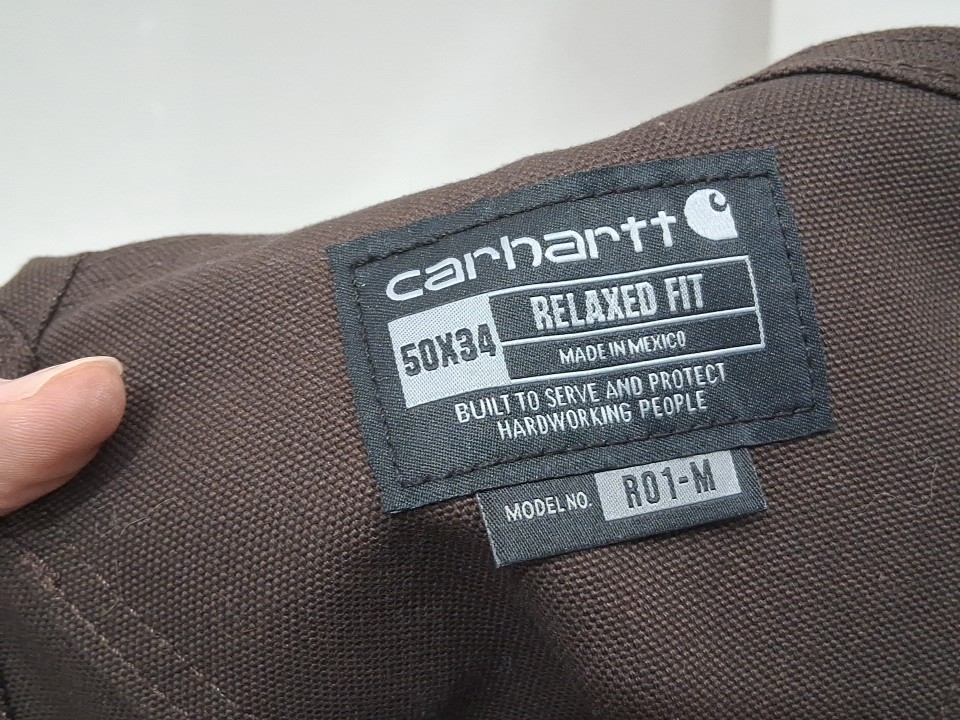 carhartt
50X34
RELAXED FIT
MADE IN MEXICO
BUILT TO SERVE AND PROTECT
HARDWORKING PEOPLE
MODEL NO. R01-M